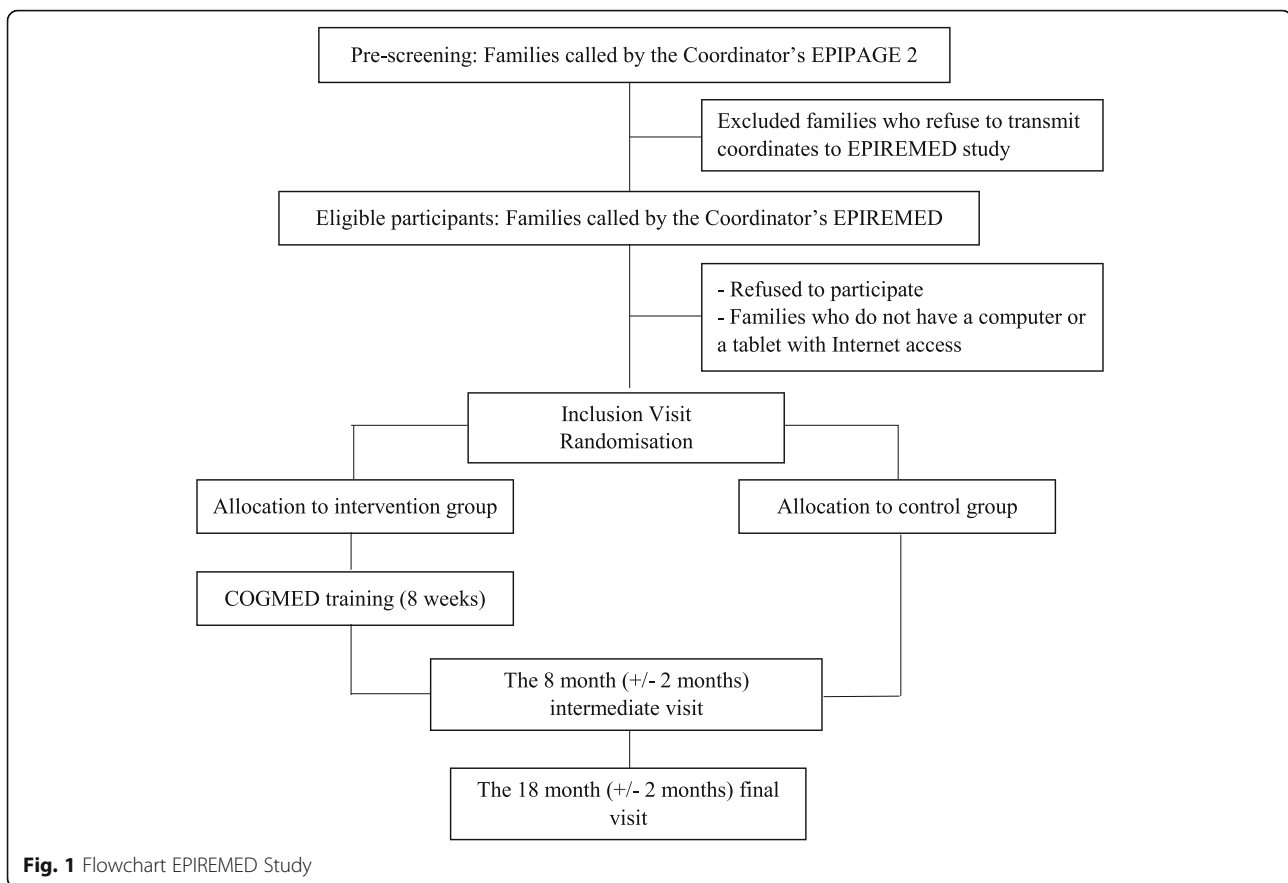 Pre-screening: Families called by the Coordinator's EPIPAGE 2
Excluded families who refuse to transmit
coordinates to EPIREMED study
Eligible participants: Families called by the Coordinator's EPIREMED
- Refused to participate
- Families who do not have a computer or
a tablet with Internet access
Inclusion Visit
Randomisation
Allocation to intervention group
Allocation to control group
COGMED training (8 weeks)
The 8 month (+/- 2 months)
intermediate visit
The 18 month (+/- 2 months) final
visit
Fig. 1 Flowchart EPIREMED Study